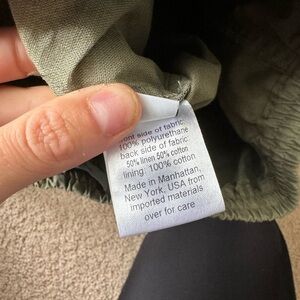 front side of fabric
100% polyurethane
back side of fabric
50% linen 50% cotton
lining: 100% cotton
Made in Manhattan,
New York, USA from
imported materials
over for care